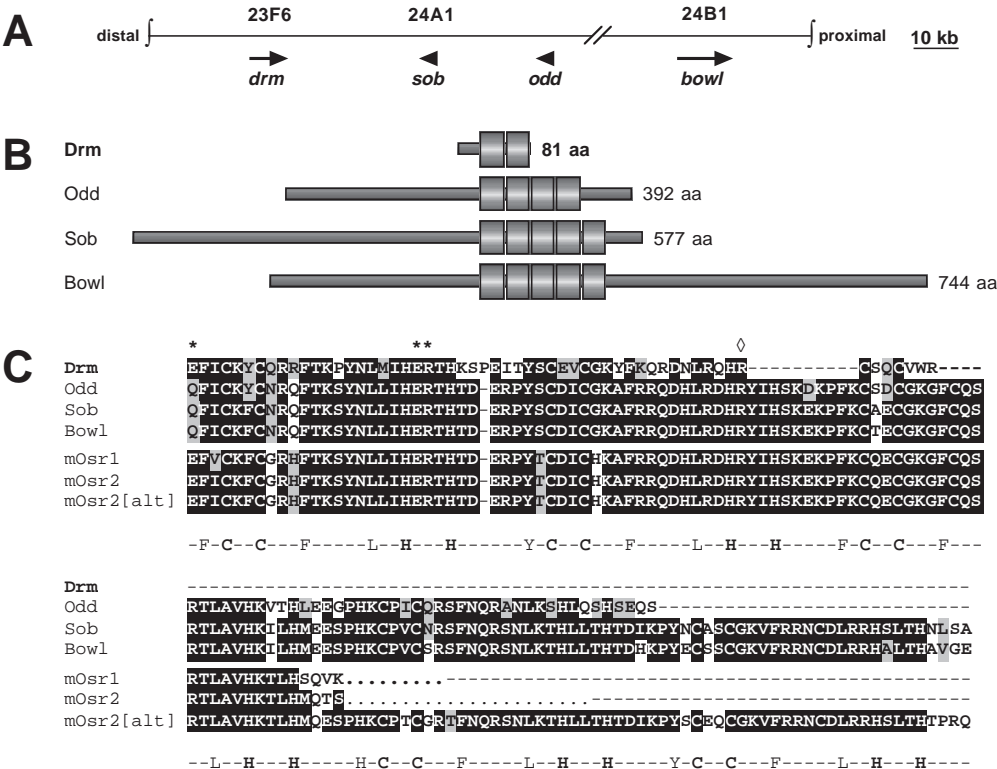 A
23F6 24A1 24B1
distal proximal 10 kb
drm sob odd bowl
B
Drm 81 aa
Odd 392 aa
Sob 577 aa
Bowl 744 aa
C
* ** ◊
Drm EFICKYCQRRFTKPYNLMIHERTHKSPEITYSCEVCGKYFKQRDNLRQHR----------CSQCVWR----
Odd QFICKYCNRQFTKSYNLLIHERTHTD-ERPYSCDICGKAFRRQDHLRDHRYIHSKDKPFKCSDCGKGFCQS
Sob QFICKFCNRQFTKSYNLLIHERTHTD-ERPYSCDICGKAFRRQDHLRDHRYIHSKEKPFKCAECGKGFCQS
Bowl QFICKFCNRQFTKSYNLLIHERTHTD-ERPYSCDICGKAFRRQDHLRDHRYIHSKEKPFKCTECGKGFCQS
mOsr1 EFVCKFCGRHFTKSYNLLIHERTHTD-ERPYTCDICHKAFRRQDHLRDHRYIHSKEKPFKCQECGKGFCQS
mOsr2 EFICKFCGRHFTKSYNLLIHERTHTD-ERPYTCDICHKAFRRQDHLRDHRYIHSKEKPFKCQECGKGFCQS
mOsr2[alt] EFICKFCGRHFTKSYNLLIHERTHTD-ERPYTCDICHKAFRRQDHLRDHRYIHSKEKPFKCQECGKGFCQS
-F-C--C---F-----L--H---H------Y-C--C---F-----L--H---H-----F-C--C---F---
Drm ----------------------------------------------------------------------
Odd RTLAVHKVTHLEEGPHKCPICQRSFNQRANLKSHLQSHSEQS----------------------------
Sob RTLAVHKILHMEESPHKCPVCNRSFNQRSNLKTHLLTHTDIKPYNCASCGKVFRRNCDLRRHSLTHNLSA
Bowl RTLAVHKILHMEESPHKCPVCSRSFNQRSNLKTHLLTHTDHKPYECSSCGKVFRRNCDLRRHALTHAVGE
mOsr1 RTLAVHKTLHSQVK.........-----------------------------------------------
mOsr2 RTLAVHKTLHMQTS......................----------------------------------
mOsr2[alt] RTLAVHKTLHMQESPHKCPTCGRTFNQRSNLKTHLLTHTDIKPYSCEQCGKVFRRNCDLRRHSLTHTPRQ
--L--H---H-----H-C--C---F-----L--H---H-----Y-C--C---F-----L--H---H----